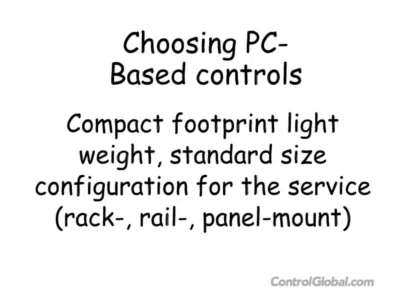 Choosing PC-
Based controls
Compact footprint light
weight, standard size
configuration for the service
(rack-, rail-, panel-mount)
ControlGlobal.com